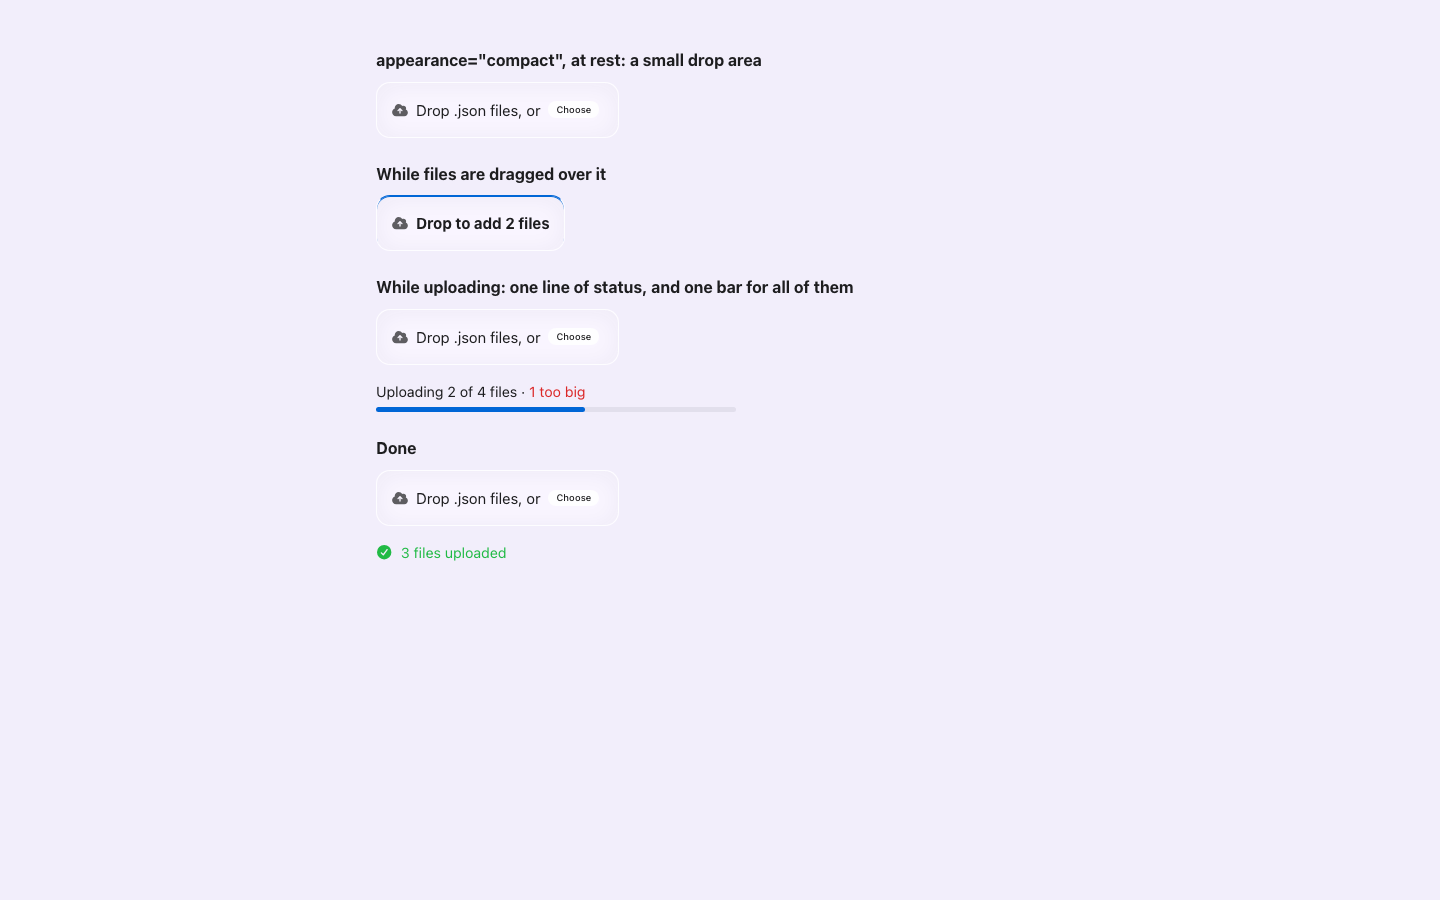 appearance="compact", at rest: a small drop area
Drop .json files, or Choose
While files are dragged over it
Drop to add 2 files
While uploading: one line of status, and one bar for all of them
Drop .json files, or Choose
Uploading 2 of 4 files · 1 too big
Done
Drop .json files, or Choose
3 files uploaded